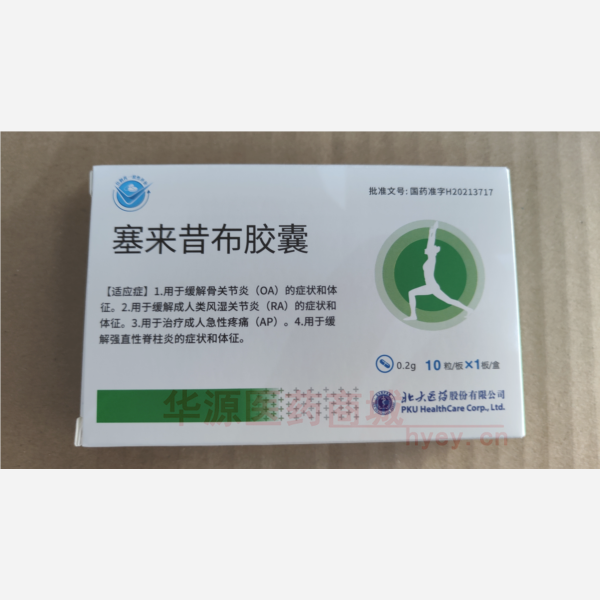 批准文号: 国药准字H20213717
塞来昔布胶囊
【适应症】1.用于缓解骨关节炎（OA）的症状和体
征。2.用于缓解成人类风湿关节炎（RA）的症状和
体征。3.用于治疗成人急性疼痛（AP）。4.用于缓
解强直性脊柱炎的症状和体征。
0.2g 10粒/板×1板/盒
北大医药股份有限公司
PKU HealthCare Corp., Ltd.
华源医药商城
hyey.cn